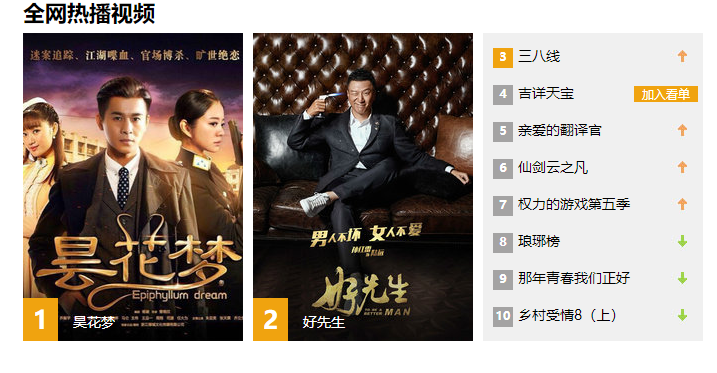 全网热播视频
迷案追踪、江湖喋血、官场博杀、旷世绝恋
昙花梦
Epiphyllum dream
1
昙花梦
男人不坏 女人不爱
好先生
TO BE A BETTER MAN
2
好先生
3 三八线
4 吉详天宝 加入看单
5 亲爱的翻译官
6 仙剑云之凡
7 权力的游戏第五季
8 琅琊榜
9 那年青春我们正好
10 乡村受情8（上）